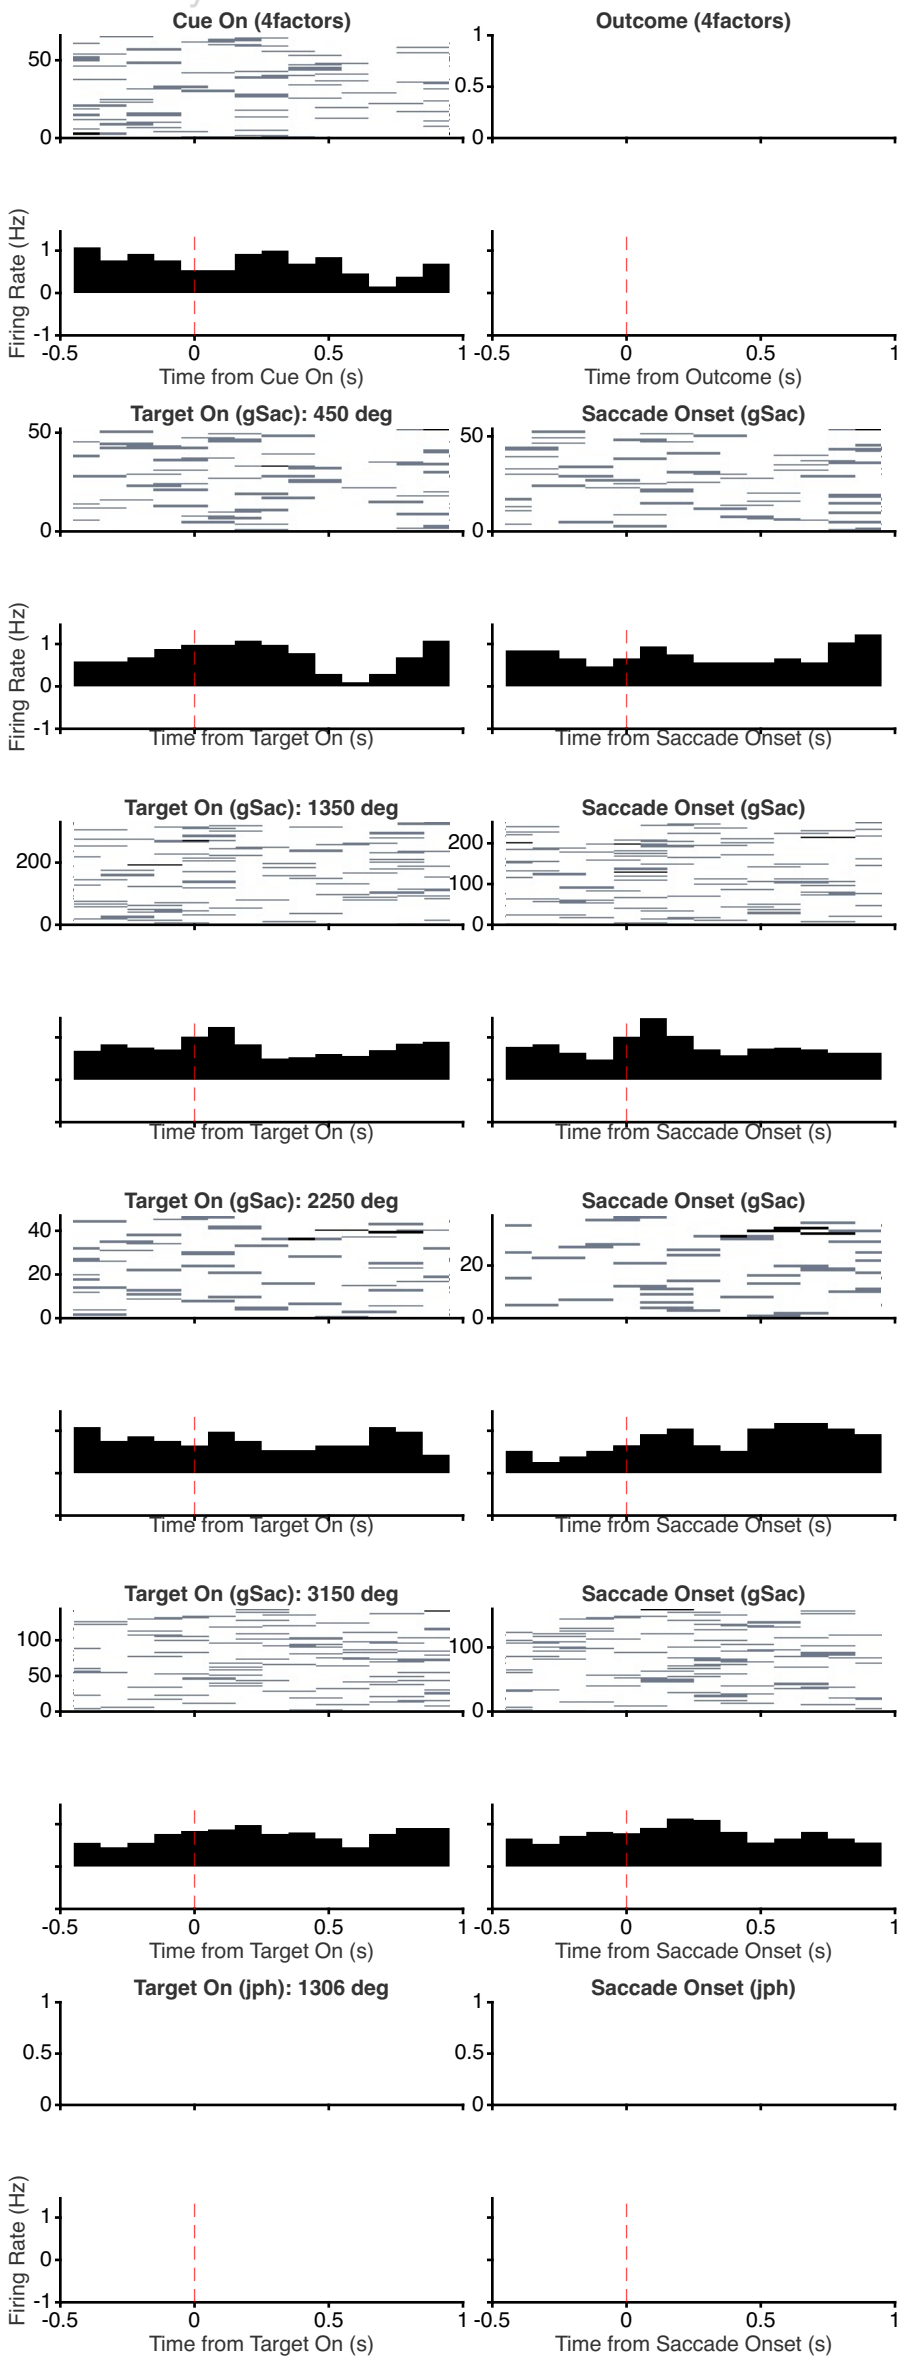 Cue On (4factors)
Outcome (4factors)
50
0
1
0.5
0
Firing Rate (Hz)
1
0
-1
-0.5 0 0.5 1
-0.5 0 0.5 1
Time from Cue On (s)
Time from Outcome (s)
Target On (gSac): 450 deg
Saccade Onset (gSac)
50
0
50
0
Firing Rate (Hz)
1
0
-1
Time from Target On (s)
Time from Saccade Onset (s)
Target On (gSac): 1350 deg
Saccade Onset (gSac)
200
0
200
100
0
Time from Target On (s)
Time from Saccade Onset (s)
Target On (gSac): 2250 deg
Saccade Onset (gSac)
40
20
0
20
0
Time from Target On (s)
Time from Saccade Onset (s)
Target On (gSac): 3150 deg
Saccade Onset (gSac)
100
50
0
100
0
-0.5 0 0.5 1
-0.5 0 0.5 1
Time from Target On (s)
Time from Saccade Onset (s)
Target On (jph): 1306 deg
Saccade Onset (jph)
1
0.5
0
1
0.5
0
Firing Rate (Hz)
1
0
-1
-0.5 0 0.5 1
-0.5 0 0.5 1
Time from Target On (s)
Time from Saccade Onset (s)